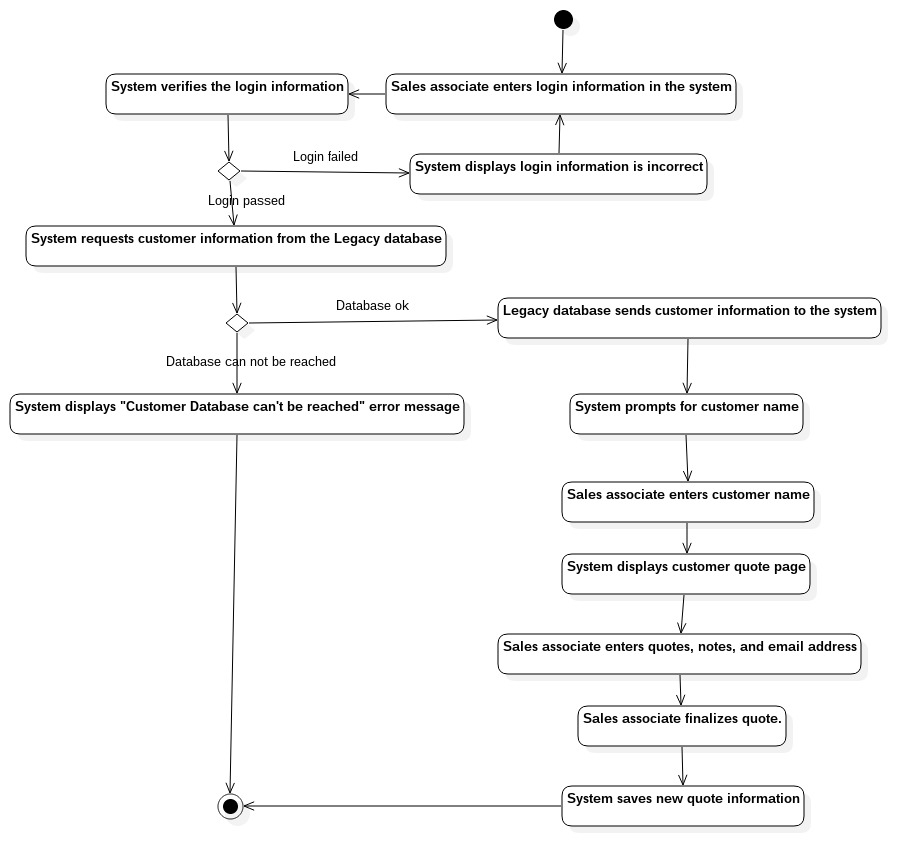 System verifies the login information
Sales associate enters login information in the system
Login failed
System displays login information is incorrect
Login passed
System requests customer information from the Legacy database
Database ok
Legacy database sends customer information to the system
Database can not be reached
System displays "Customer Database can't be reached" error message
System prompts for customer name
Sales associate enters customer name
System displays customer quote page
Sales associate enters quotes, notes, and email address
Sales associate finalizes quote.
System saves new quote information